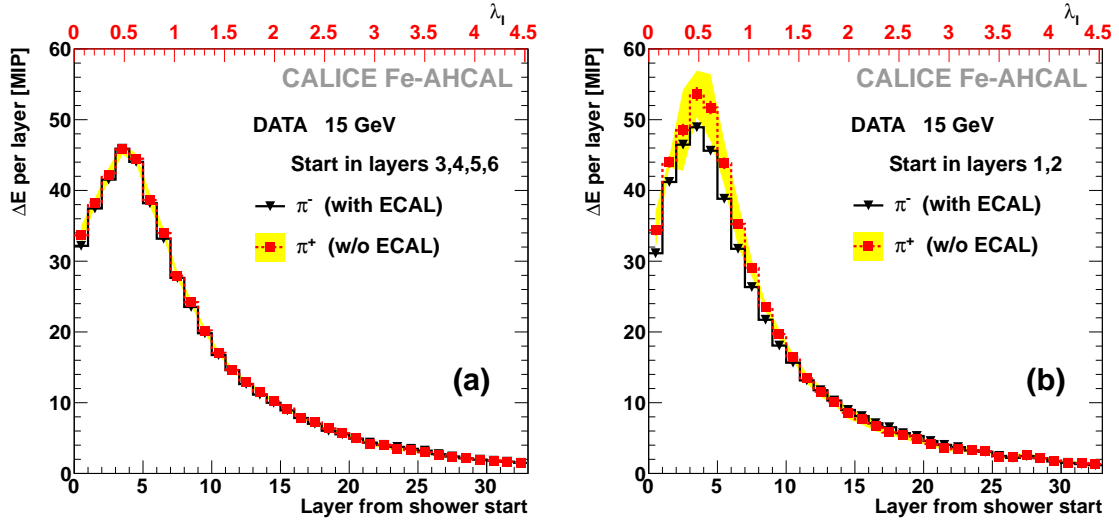 λI
0 0.5 1 1.5 2 2.5 3 3.5 4 4.5
ΔE per layer [MIP]
60
50
40
30
20
10
0
CALICE Fe-AHCAL
DATA 15 GeV
Start in layers 3,4,5,6
π- (with ECAL)
π+ (w/o ECAL)
(a)
0 5 10 15 20 25 30
Layer from shower start
λI
0 0.5 1 1.5 2 2.5 3 3.5 4 4.5
ΔE per layer [MIP]
60
50
40
30
20
10
0
CALICE Fe-AHCAL
DATA 15 GeV
Start in layers 1,2
π- (with ECAL)
π+ (w/o ECAL)
(b)
0 5 10 15 20 25 30
Layer from shower start